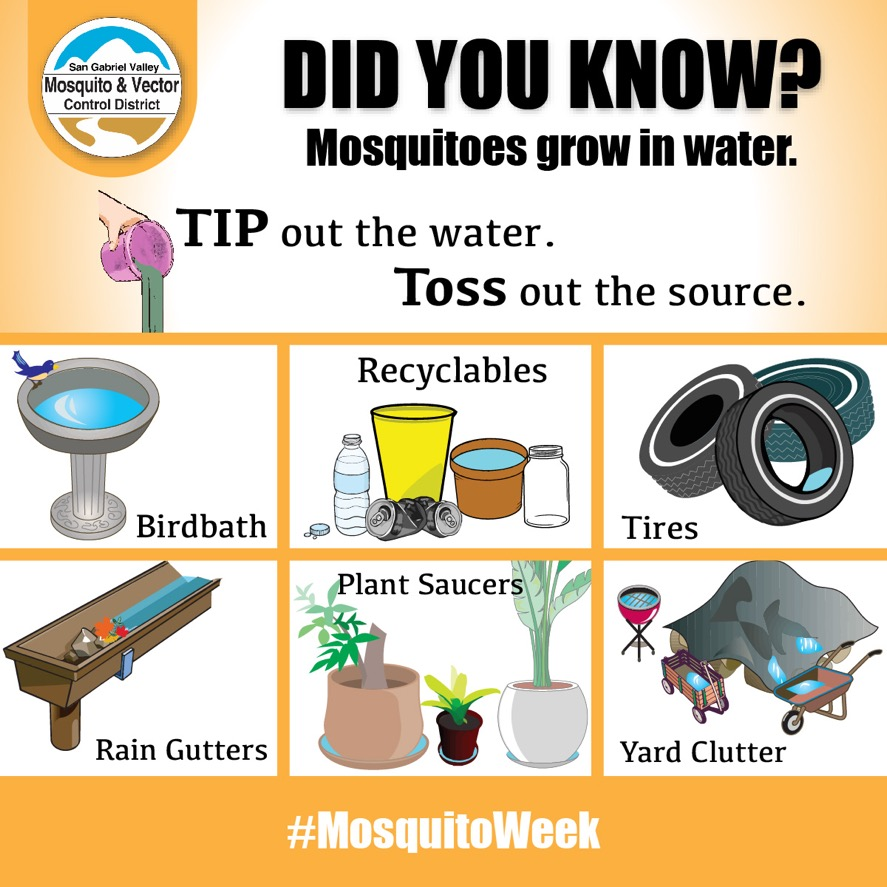 San Gabriel Valley
Mosquito & Vector
Control District
DID YOU KNOW?
Mosquitoes grow in water.
TIP out the water.
Toss out the source.
Birdbath
Recyclables
Tires
Rain Gutters
Plant Saucers
Yard Clutter
#MosquitoWeek